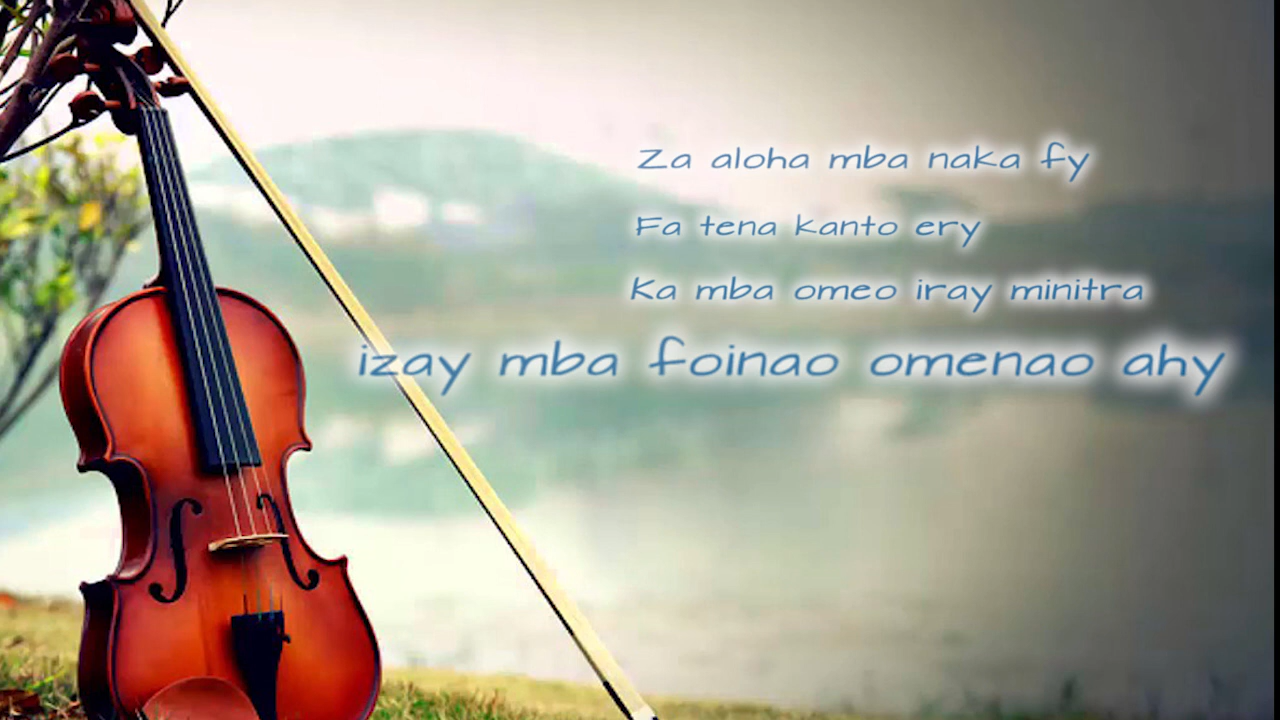 Za aloha mba naka fy
Fa tena kanto ery
Ka mba omeo iray minitra
izay mba foinao omenao ahy